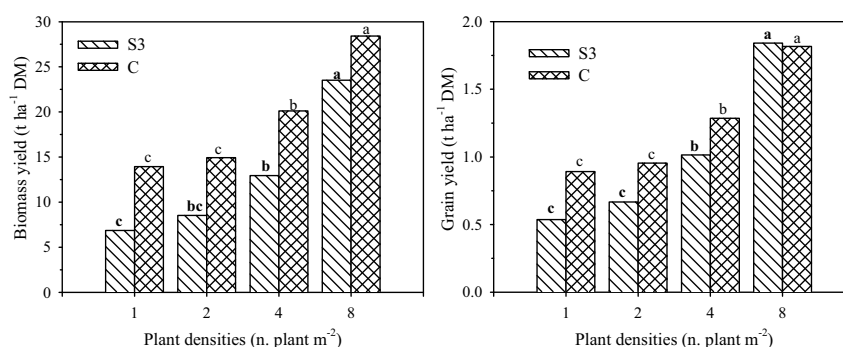 30
25
20
15
10
5
0
Biomass yield (t ha⁻¹ DM)
S3
C
c
c
bc
c
b
b
a
a
1 2 4 8
Plant densities (n. plant m⁻²)
2.0
1.5
1.0
0.5
0.0
Grain yield (t ha⁻¹ DM)
S3
C
c
c
c
c
b
b
a
a
1 2 4 8
Plant densities (n. plant m⁻²)